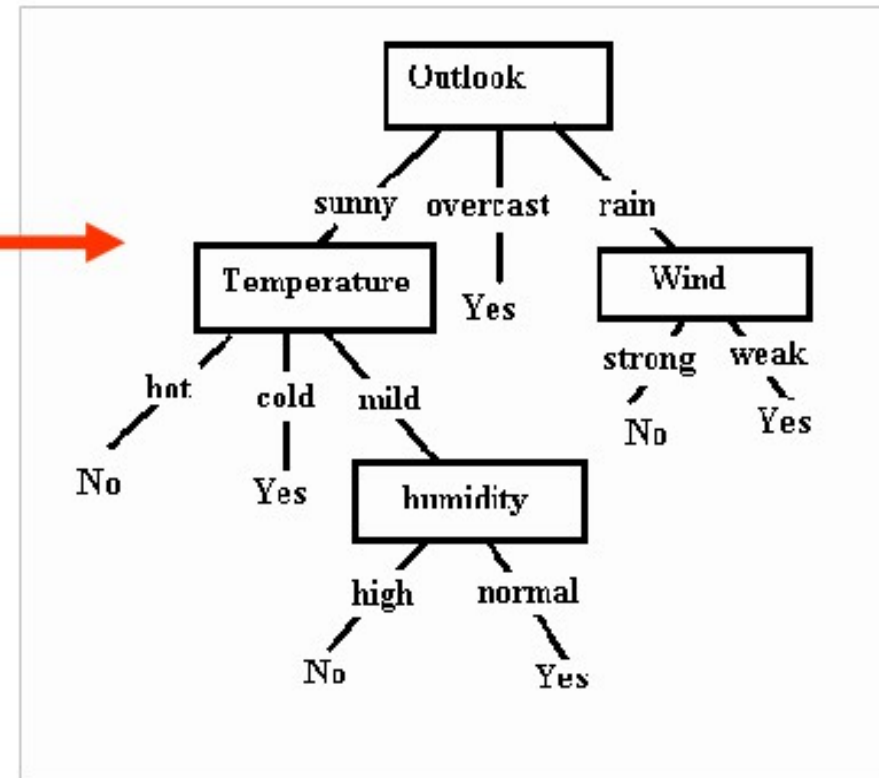 Outlook
sunny overcast rain
Temperature
Yes
Wind
hot cold mild
strong weak
No
Yes
No
Yes
humidity
high normal
No
Yes